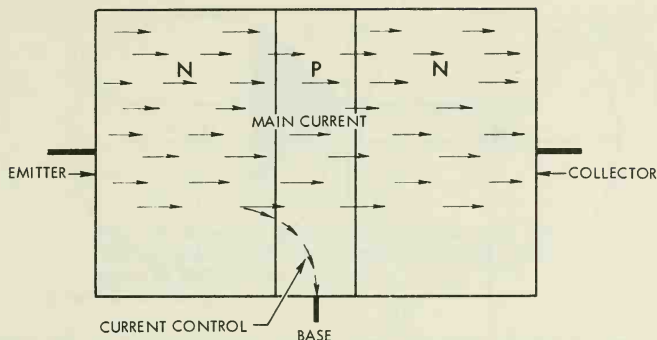 N P N
MAIN CURRENT
EMITTER
COLLECTOR
CURRENT CONTROL
BASE